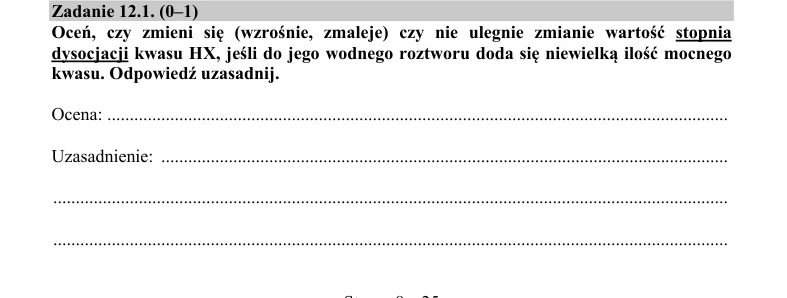 Zadanie 12.1. (0–1)
Oceń, czy zmieni się (wzrośnie, zmaleje) czy nie ulegnie zmianie wartość stopnia
dysocjacji kwasu HX, jeśli do jego wodnego roztworu doda się niewielką ilość mocnego
kwasu. Odpowiedź uzasadnij.
Ocena: ..........................................................................................................................................
Uzasadnienie: ..............................................................................................................................
......................................................................................................................................................
......................................................................................................................................................